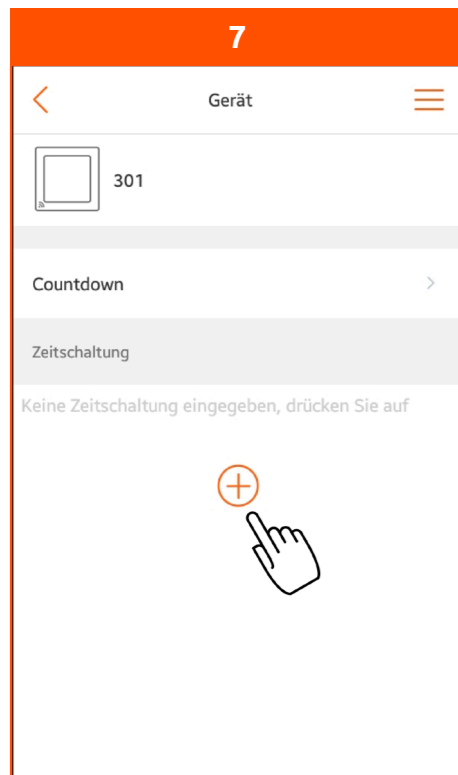 7
Gerät
301
Countdown
Zeitschaltung
Keine Zeitschaltung eingegeben, drücken Sie auf